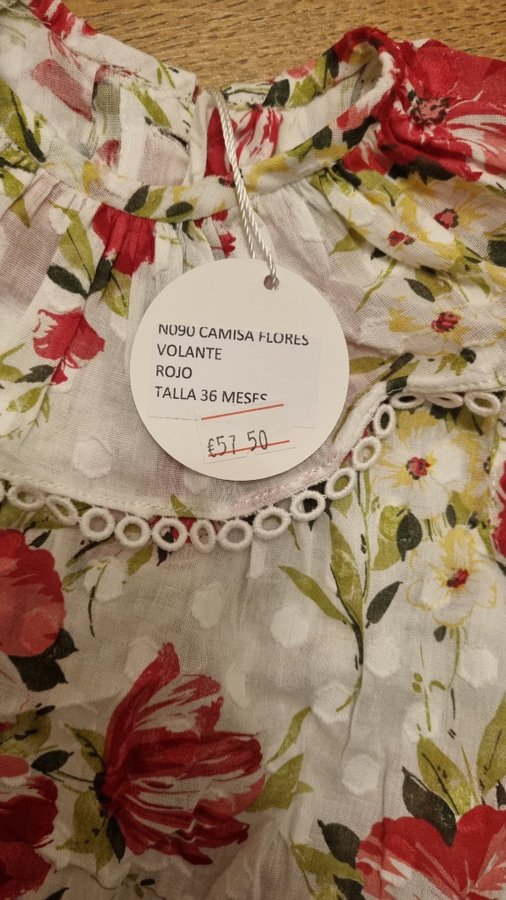 N090 CAMISA FLORES
VOLANTE
ROJO
TALLA 36 MESES
€57 50